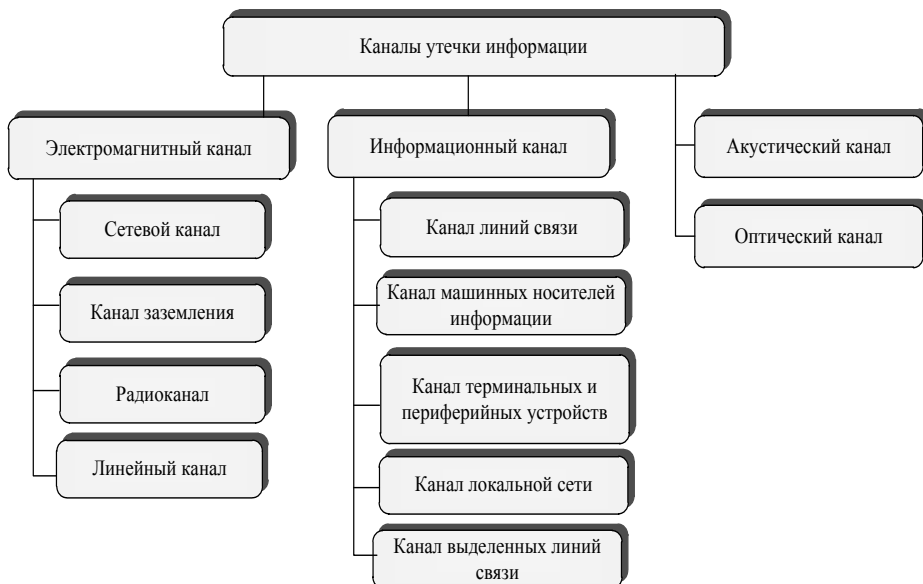 Каналы утечки информации
Электромагнитный канал
Сетевой канал
Канал заземления
Радиоканал
Линейный канал
Информационный канал
Канал линий связи
Канал машинных носителей
информации
Канал терминальных и
периферийных устройств
Канал локальной сети
Канал выделенных линий
связи
Акустический канал
Оптический канал